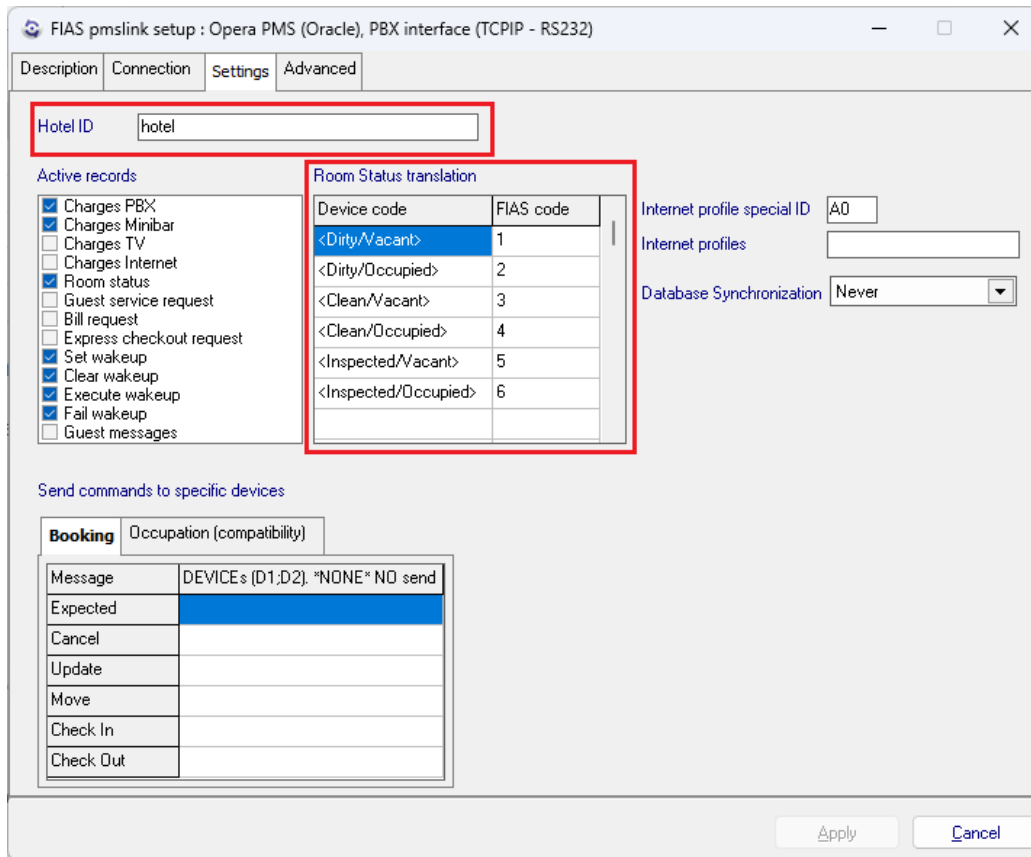 FIAS pmslink setup : Opera PMS (Oracle), PBX interface (TCPIP - RS232)
Description Connection Settings Advanced
Hotel ID hotel
Active records
Charges PBX
Charges Minibar
Charges TV
Charges Internet
Room status
Guest service request
Bill request
Express checkout request
Set wakeup
Clear wakeup
Execute wakeup
Fail wakeup
Guest messages
Room Status translation
Device code FIAS code
<Dirty/Vacant> 1
<Dirty/Occupied> 2
<Clean/Vacant> 3
<Clean/Occupied> 4
<Inspected/Vacant> 5
<Inspected/Occupied> 6
Internet profile special ID A0
Internet profiles
Database Synchronization Never
Send commands to specific devices
Booking Occupation (compatibility)
Message DEVICEs (D1;D2). *NONE* NO send
Expected
Cancel
Update
Move
Check In
Check Out
Apply Cancel